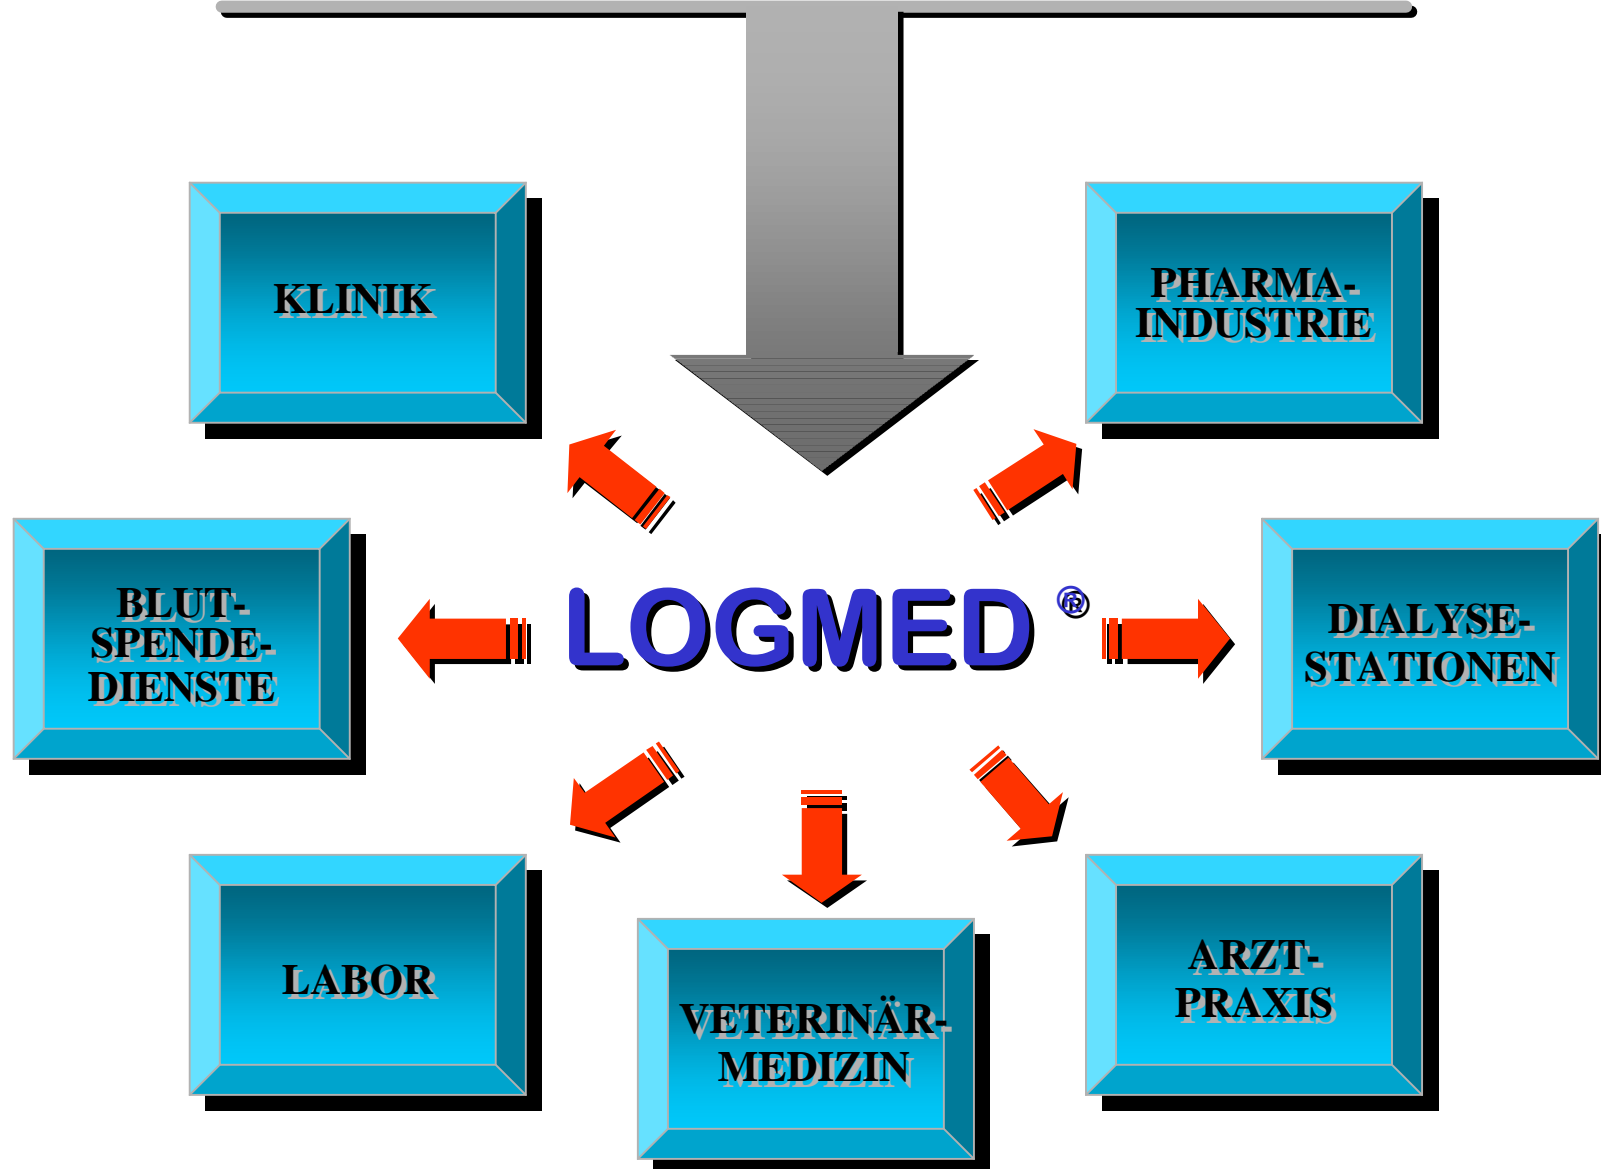 KLINIK
PHARMA-
INDUSTRIE
BLUT-
SPENDE-
DIENSTE
LOGMED ®
DIALYSE-
STATIONEN
LABOR
VETERINÄR-
MEDIZIN
ARZT-
PRAXIS